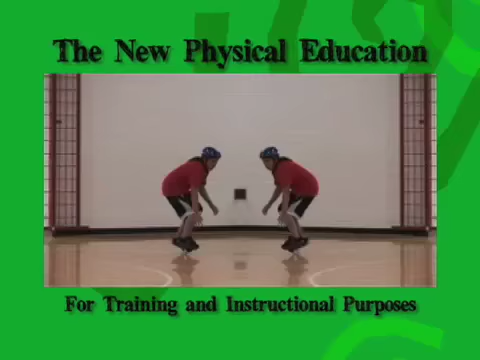 The New Physical Education
For Training and Instructional Purposes